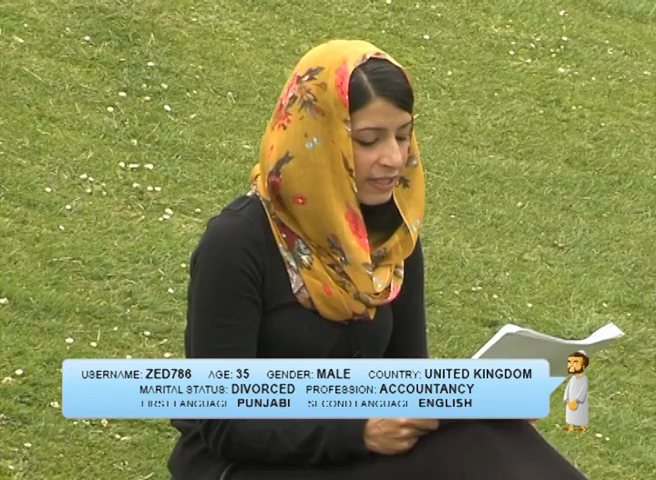 USERNAME: ZED786 AGE: 35 GENDER: MALE COUNTRY: UNITED KINGDOM
MARITAL STATUS: DIVORCED PROFESSION: ACCOUNTANCY
FIRST LANGUAGE: PUNJABI SECOND LANGUAGE: ENGLISH